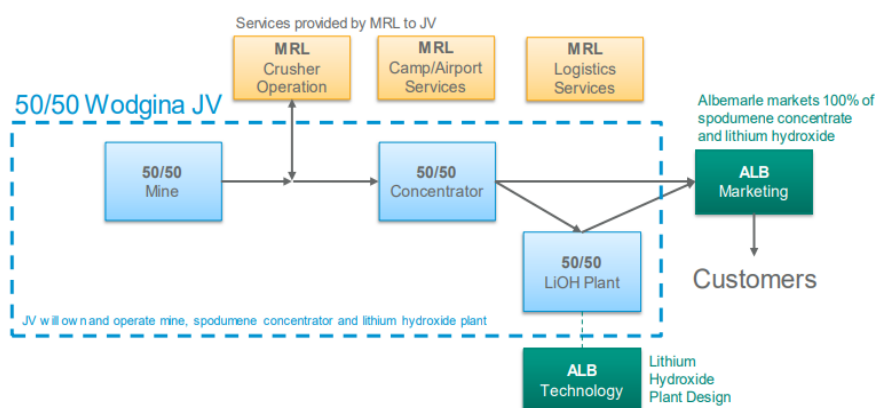 Services provided by MRL to JV
MRL
Crusher
Operation
MRL
Camp/Airport
Services
MRL
Logistics
Services
50/50 Wodgina JV
Albemarle markets 100% of
spodumene concentrate
and lithium hydroxide
50/50
Mine
50/50
Concentrator
ALB
Marketing
50/50
LiOH Plant
Customers
JV will own and operate mine, spodumene concentrator and lithium hydroxide plant
ALB
Technology
Lithium
Hydroxide
Plant Design